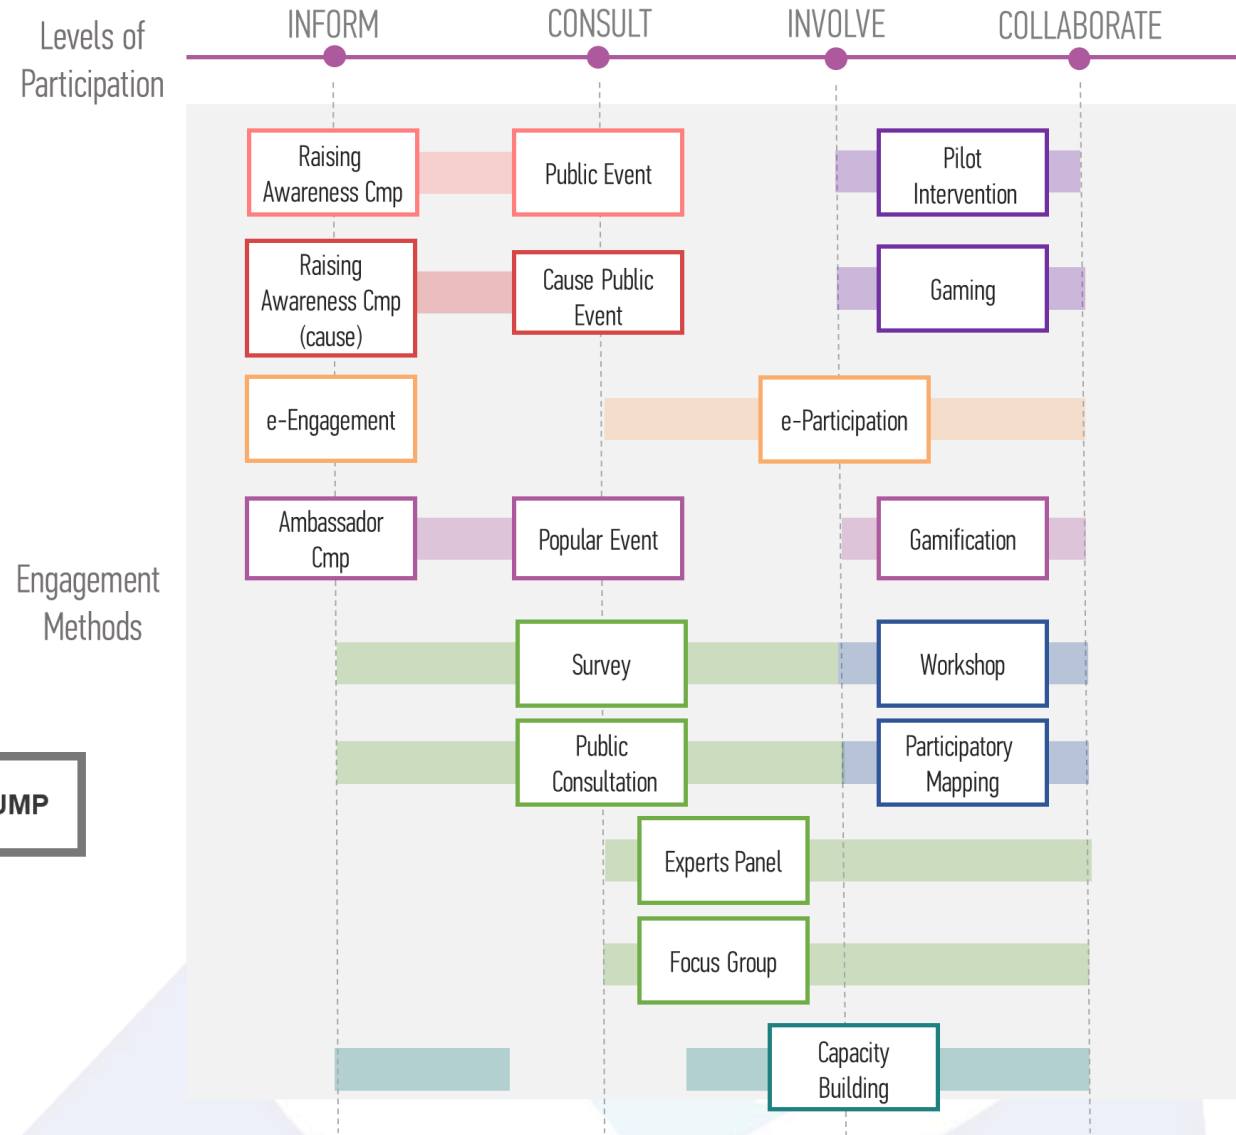 Levels of
Participation
INFORM
CONSULT
INVOLVE
COLLABORATE
Raising
Awareness Cmp
Public Event
Pilot
Intervention
Raising
Awareness Cmp
(cause)
Cause Public
Event
Gaming
e-Engagement
e-Participation
Ambassador
Cmp
Popular Event
Gamification
Engagement
Methods
Survey
Workshop
Public
Consultation
Participatory
Mapping
UMP
Experts Panel
Focus Group
Capacity
Building